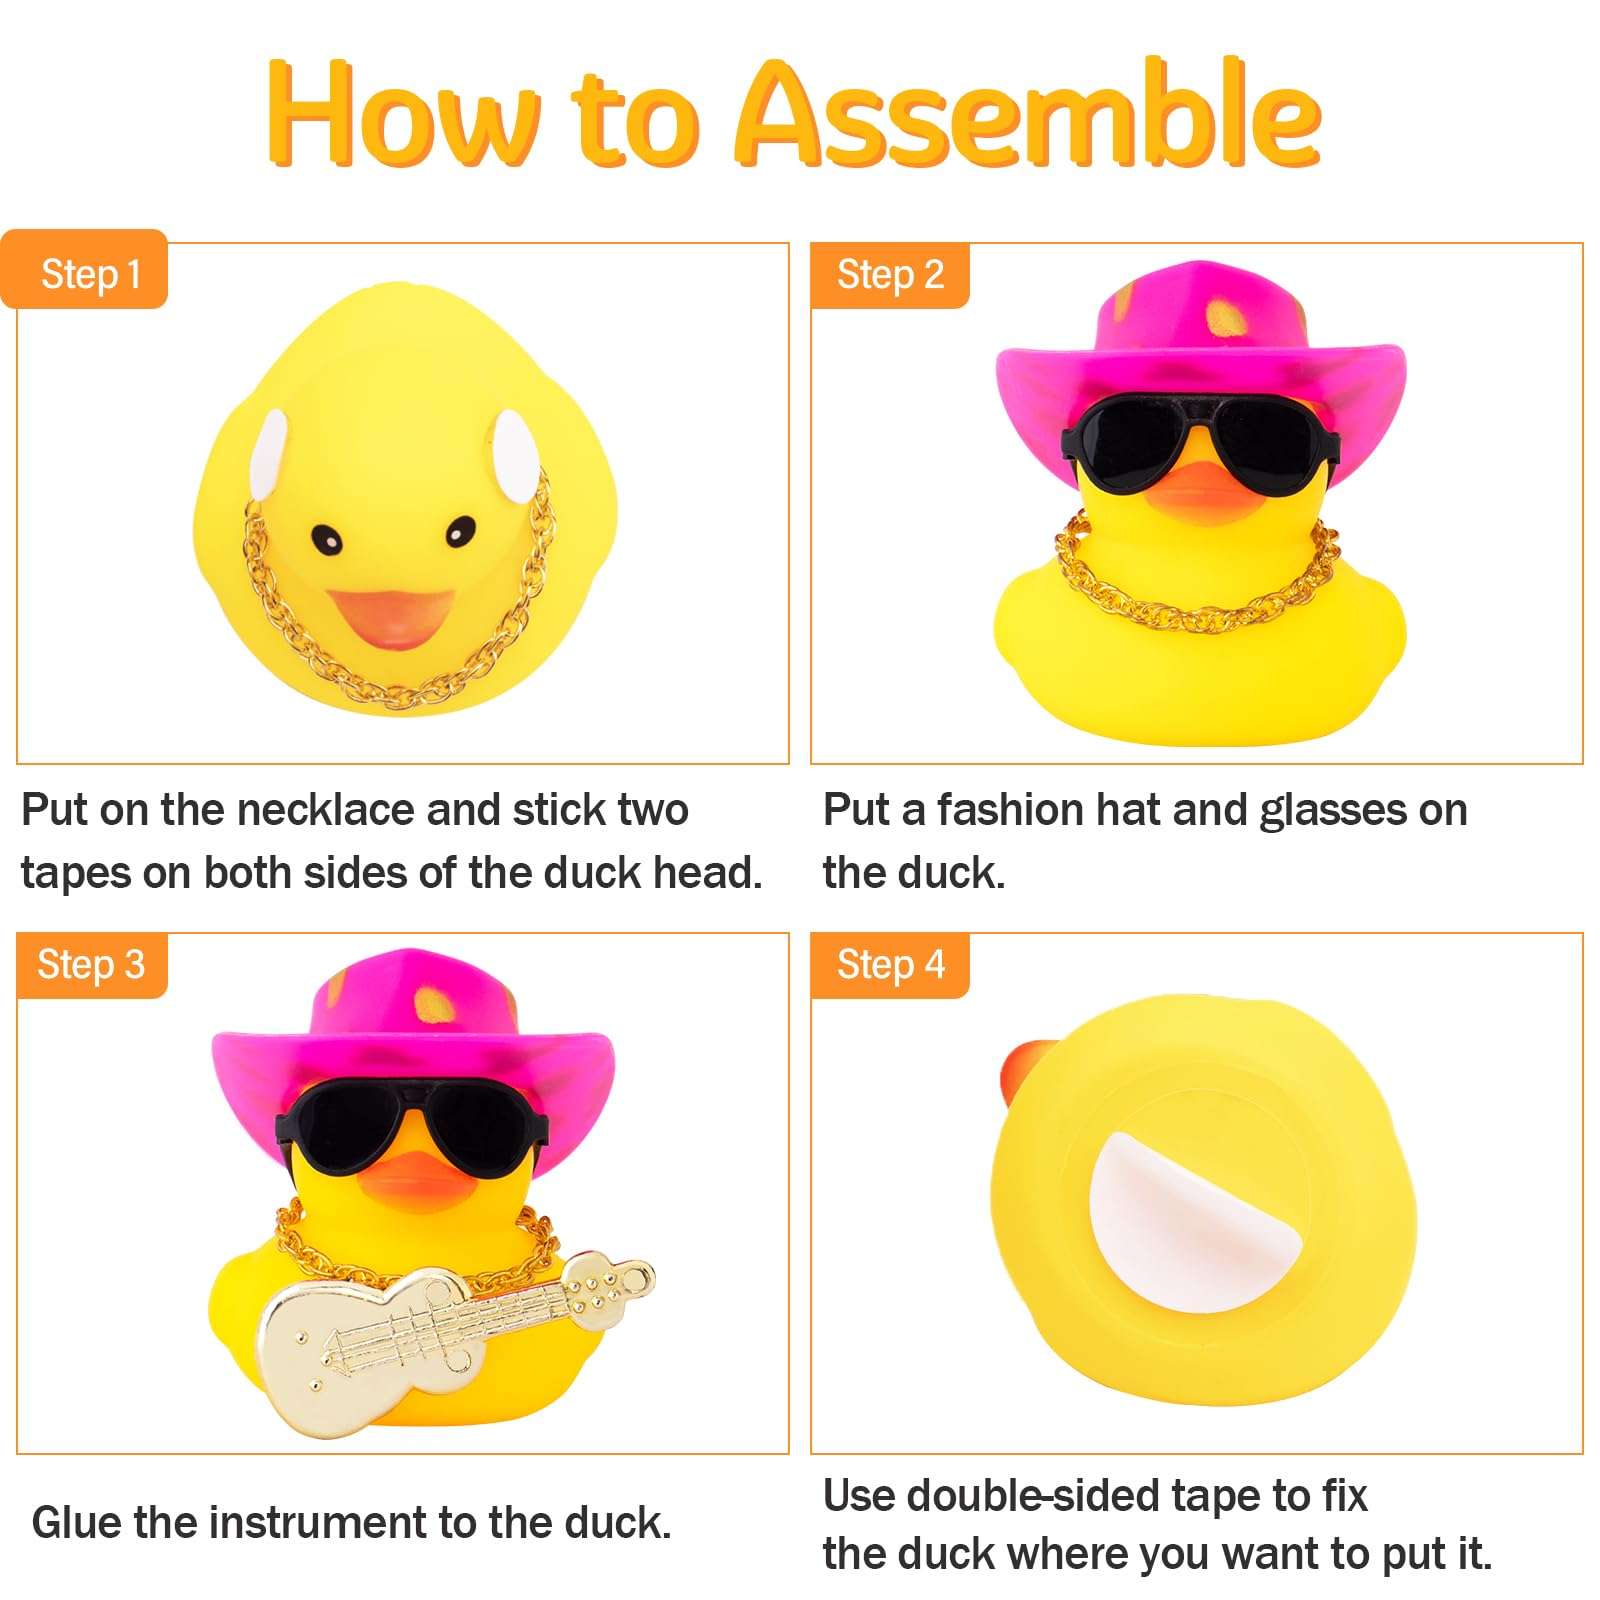 How to Assemble
Step 1
Step 2
Put on the necklace and stick two
tapes on both sides of the duck head.
Put a fashion hat and glasses on
the duck.
Step 3
Step 4
Glue the instrument to the duck.
Use double-sided tape to fix
the duck where you want to put it.